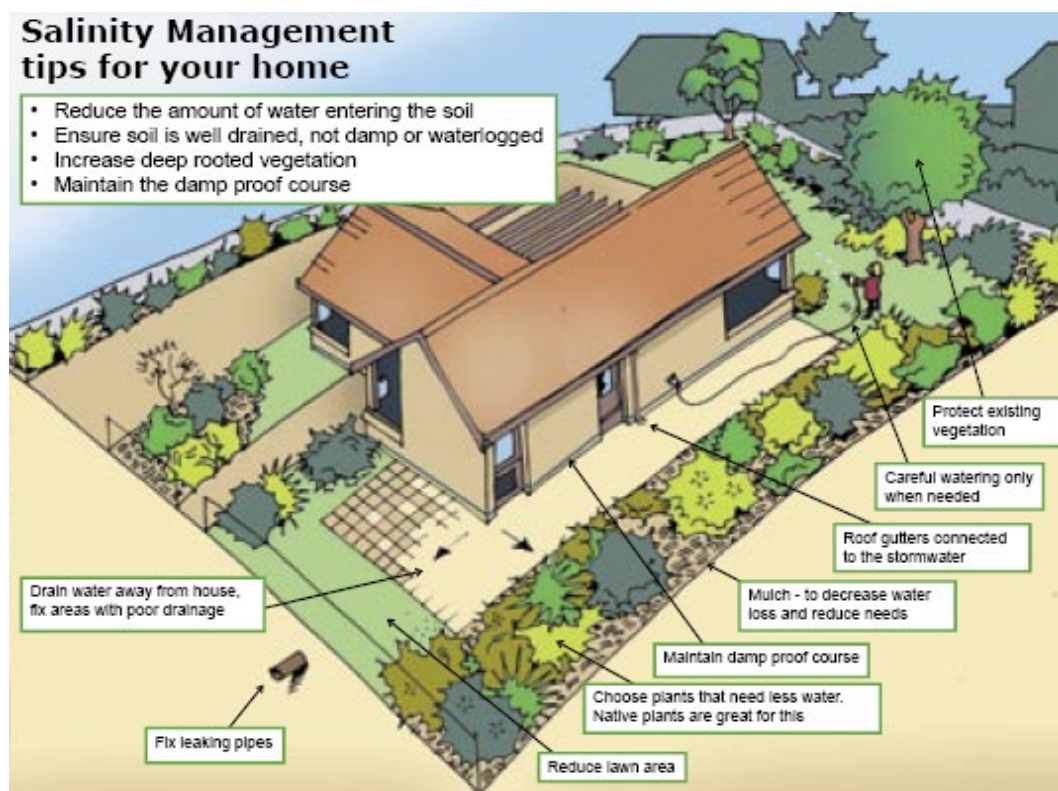 Salinity Management
tips for your home
• Reduce the amount of water entering the soil
• Ensure soil is well drained, not damp or waterlogged
• Increase deep rooted vegetation
• Maintain the damp proof course
Protect existing
vegetation
Careful watering only
when needed
Roof gutters connected
to the stormwater
Drain water away from house,
fix areas with poor drainage
Mulch - to decrease water
loss and reduce needs
Maintain damp proof course
Choose plants that need less water.
Native plants are great for this
Fix leaking pipes
Reduce lawn area